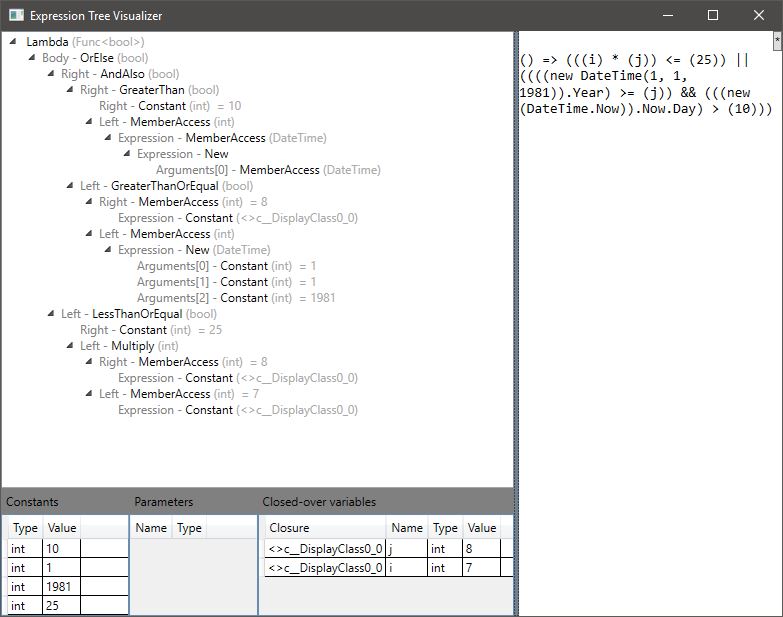 Expression Tree Visualizer
Lambda (Func<bool>)
Body - OrElse (bool)
Right - AndAlso (bool)
Right - GreaterThan (bool)
Right - Constant (int) = 10
Left - MemberAccess (int)
Expression - MemberAccess (DateTime)
Expression - New
Arguments[0] - MemberAccess (DateTime)
Left - GreaterThanOrEqual (bool)
Right - MemberAccess (int) = 8
Expression - Constant (<>c__DisplayClass0_0)
Left - MemberAccess (int)
Expression - New (DateTime)
Arguments[0] - Constant (int) = 1
Arguments[1] - Constant (int) = 1
Arguments[2] - Constant (int) = 1981
Left - LessThanOrEqual (bool)
Right - Constant (int) = 25
Left - Multiply (int)
Right - MemberAccess (int) = 8
Expression - Constant (<>c__DisplayClass0_0)
Left - MemberAccess (int) = 7
Expression - Constant (<>c__DisplayClass0_0)
*
() => (((i) * (j)) <= (25)) ||
((((new DateTime(1, 1,
1981)).Year) >= (j)) && (((new
(DateTime.Now)).Now.Day) > (10)))
Constants
Type Value
int 10
int 1
int 1981
int 25
Parameters
Name Type
Closed-over variables
Closure Name Type Value
<>c__DisplayClass0_0 j int 8
<>c__DisplayClass0_0 i int 7